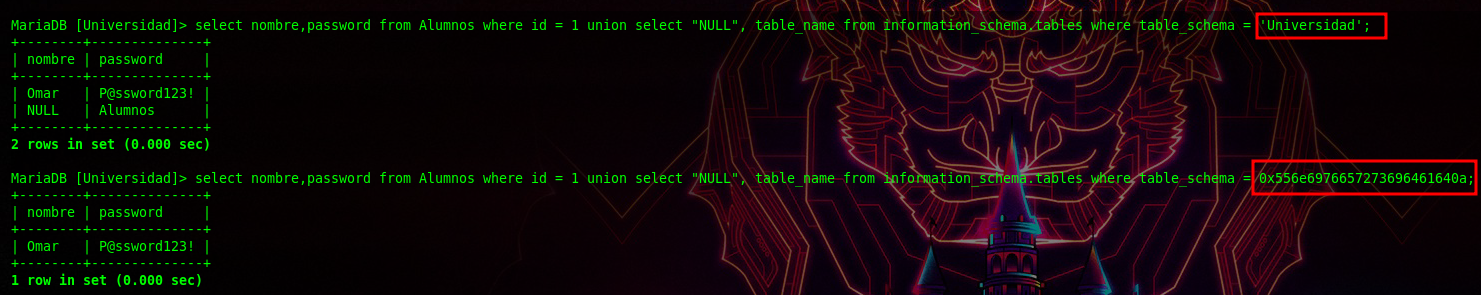 MariaDB [Universidad]> select nombre,password from Alumnos where id = 1 union select "NULL", table_name from information_schema.tables where table_schema = 'Universidad';
+--------+--------------+
| nombre | password     |
+--------+--------------+
| Omar   | P@ssword123! |
| NULL   | Alumnos      |
+--------+--------------+
2 rows in set (0.000 sec)
MariaDB [Universidad]> select nombre,password from Alumnos where id = 1 union select "NULL", table_name from information_schema.tables where table_schema = 0x556e69766657273696461640a;
+--------+--------------+
| nombre | password     |
+--------+--------------+
| Omar   | P@ssword123! |
+--------+--------------+
1 row in set (0.000 sec)